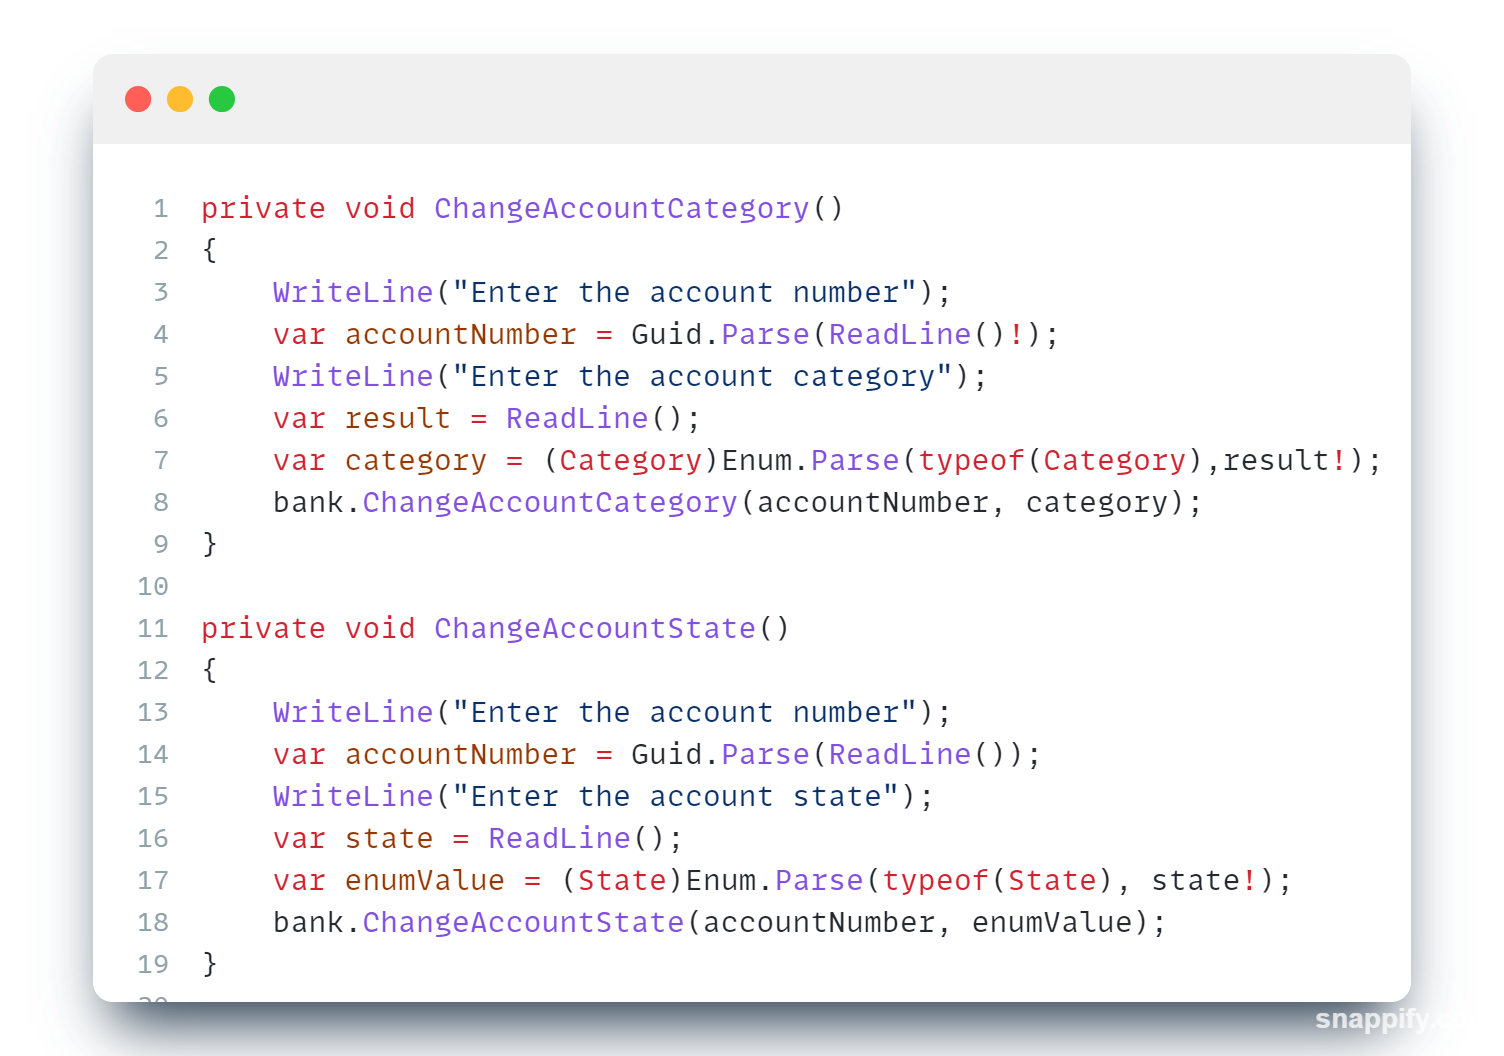 1 private void ChangeAccountCategory()
2 {
3     WriteLine("Enter the account number");
4     var accountNumber = Guid.Parse(ReadLine()!);
5     WriteLine("Enter the account category");
6     var result = ReadLine();
7     var category = (Category)Enum.Parse(typeof(Category),result!);
8     bank.ChangeAccountCategory(accountNumber, category);
9 }
10
11 private void ChangeAccountState()
12 {
13     WriteLine("Enter the account number");
14     var accountNumber = Guid.Parse(ReadLine());
15     WriteLine("Enter the account state");
16     var state = ReadLine();
17     var enumValue = (State)Enum.Parse(typeof(State), state!);
18     bank.ChangeAccountState(accountNumber, enumValue);
19 }